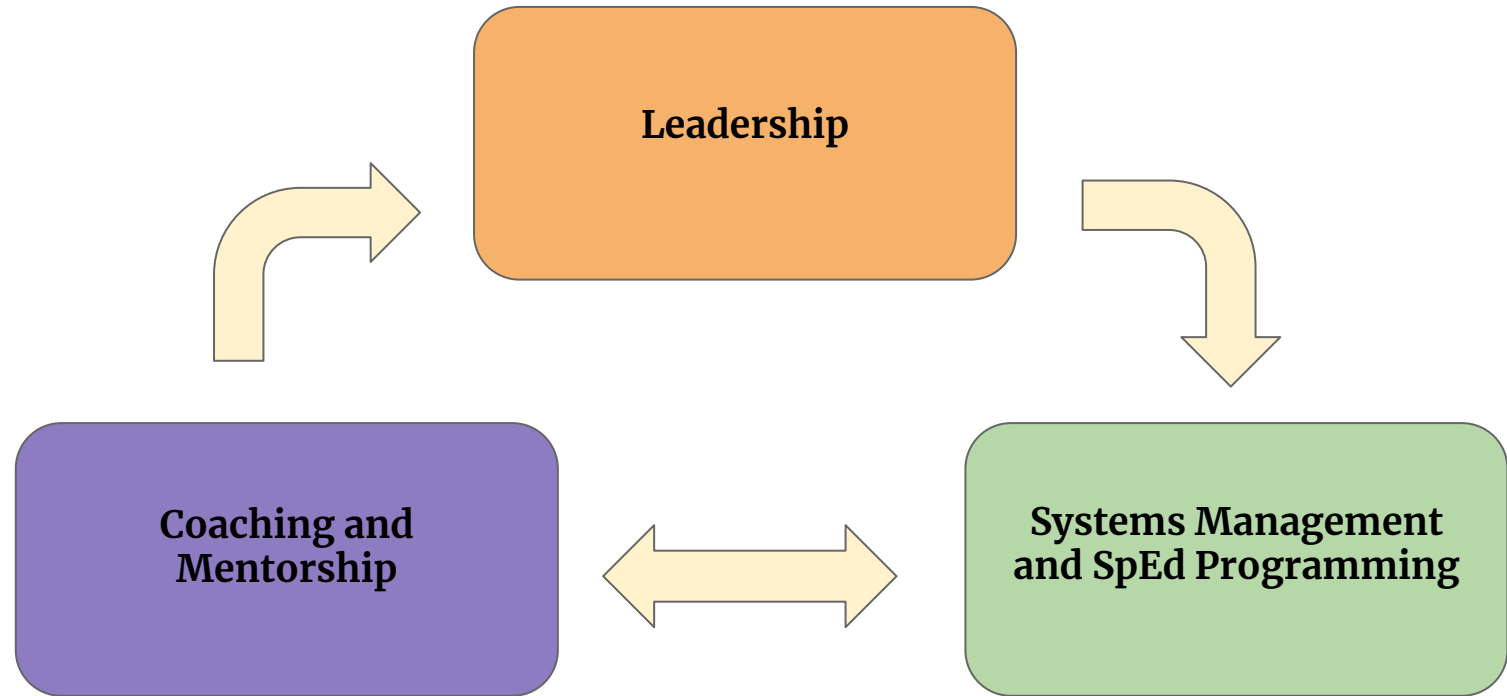 Leadership
Coaching and
Mentorship
Systems Management
and SpEd Programming